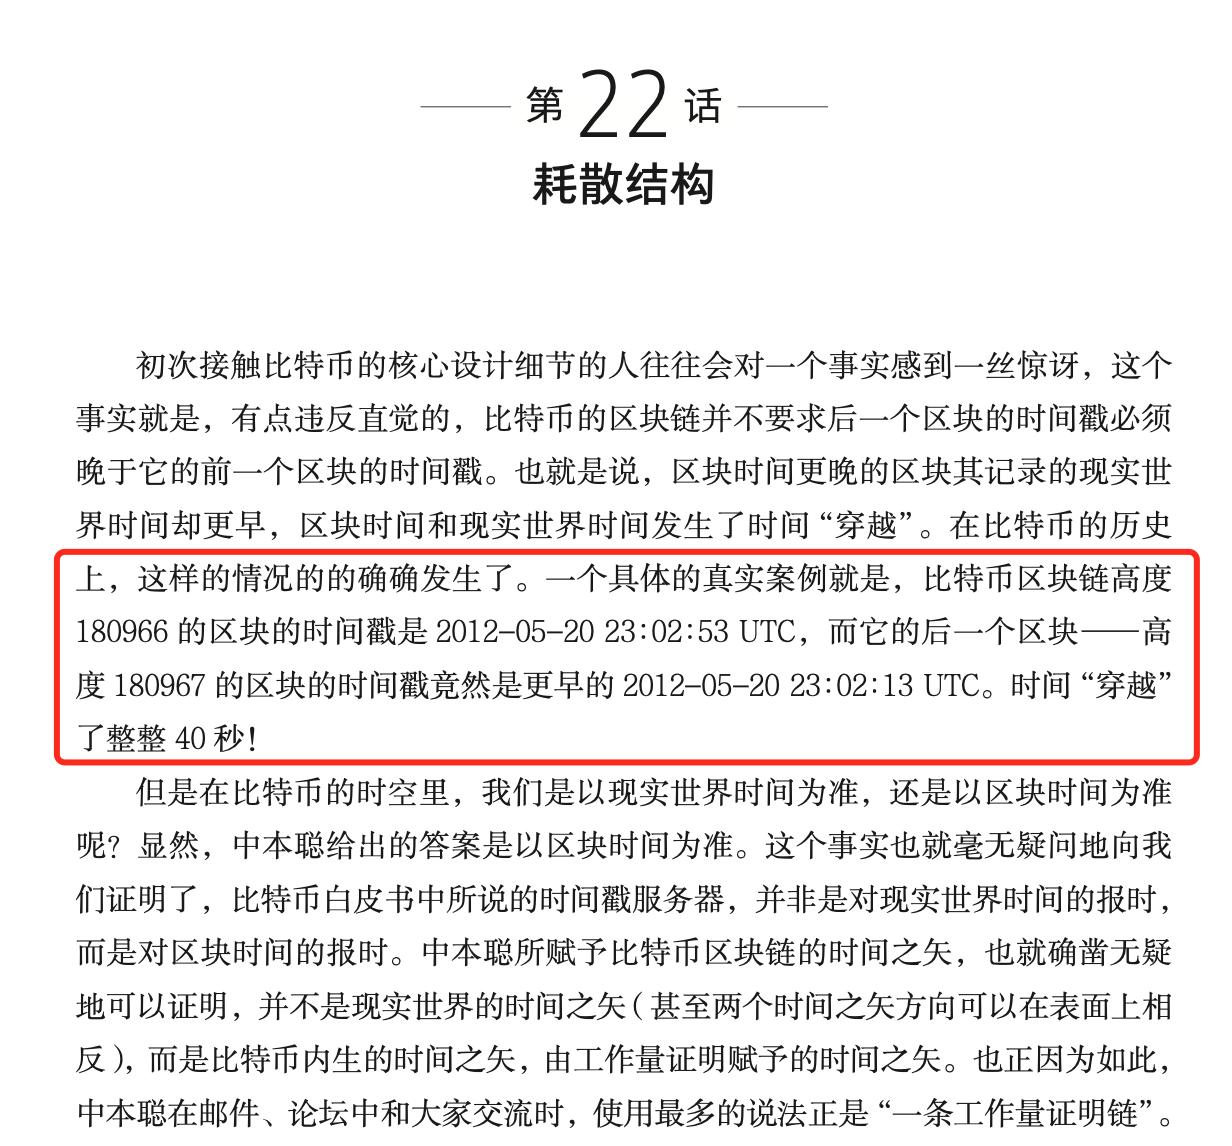 第22话
耗散结构
初次接触比特币的核心设计细节的人往往会对一个事实感到一丝惊讶，这个
事实就是，有点违反直觉的，比特币的区块链并不要求后一个区块的时间戳必须
晚于它的前一个区块的时间戳。也就是说，区块时间更晚的区块其记录的现实世
界时间却更早，区块时间和现实世界时间发生了时间“穿越”。在比特币的历史
上，这样的情况的的确确发生了。一个具体的真实案例就是，比特币区块链高度
180966 的区块的时间戳是 2012-05-20 23:02:53 UTC，而它的后一个区块——高
度 180967 的区块的时间戳竟然是更早的 2012-05-20 23:02:13 UTC。时间“穿越”
了整整 40 秒！
但是在比特币的时空里，我们是以现实世界时间为准，还是以区块时间为准
呢？显然，中本聪给出的答案是以区块时间为准。这个事实也就毫无疑问地向我
们证明了，比特币白皮书中所说的时间戳服务器，并非是对现实世界时间的报时，
而是对区块时间的报时。中本聪所赋予比特币区块链的时间之矢，也就确凿无疑
地可以证明，并不是现实世界的时间之矢（甚至两个时间之矢方向可以在表面上相
反），而是比特币内生的时间之矢，由工作量证明赋予的时间之矢。也正因为如此，
中本聪在邮件、论坛中和大家交流时，使用最多的说法正是“一条工作量证明链”。